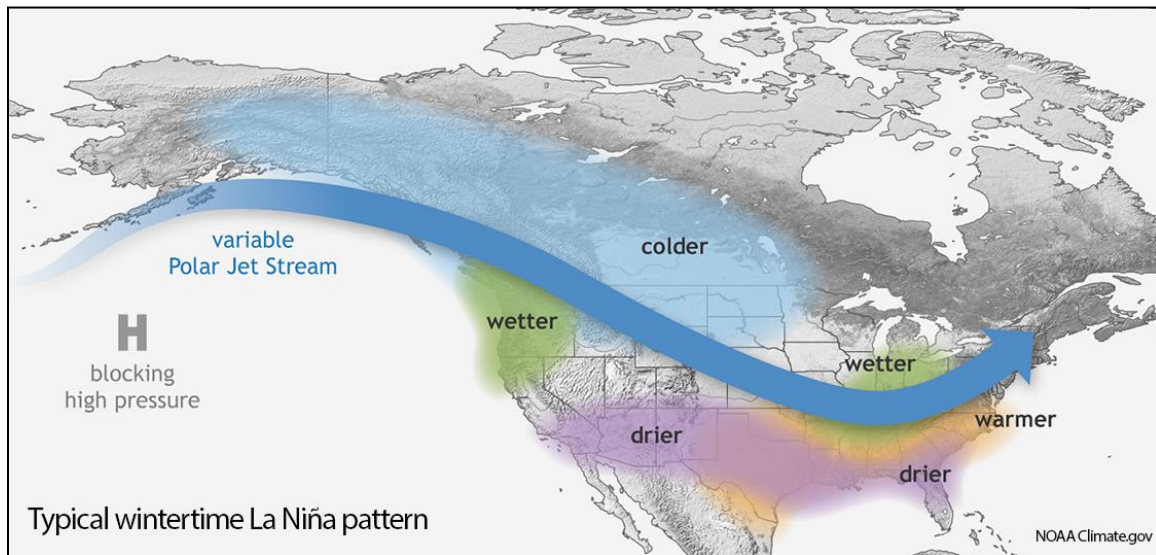 variable
Polar Jet Stream
colder
wetter
H
blocking
high pressure
wetter
warmer
drier
drier
Typical wintertime La Niña pattern
NOAA Climate.gov